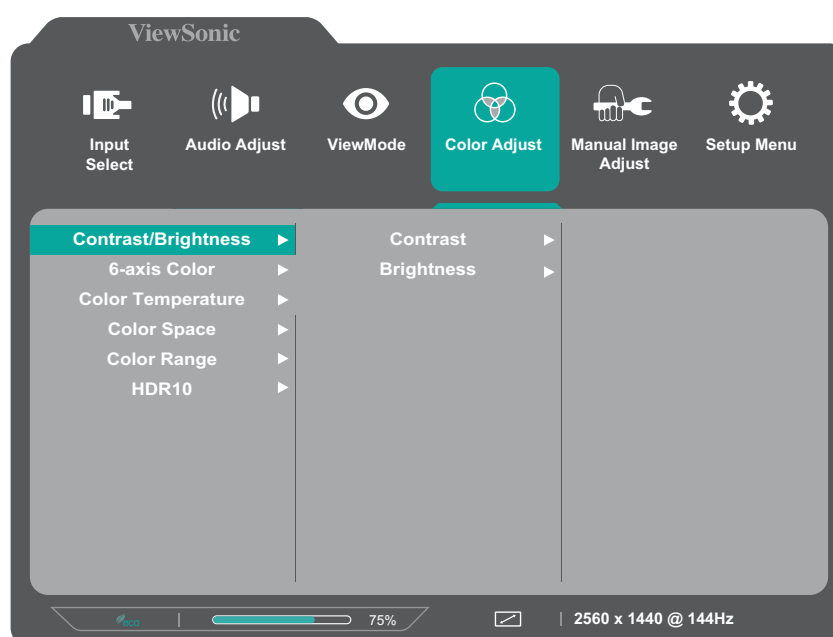 ViewSonic
Input
Select
Audio Adjust
ViewMode
Color Adjust
Manual Image
Adjust
Setup Menu
Contrast/Brightness
6-axis Color
Color Temperature
Color Space
Color Range
HDR10
Contrast
Brightness
eco
75%
2560 x 1440 @ 144Hz